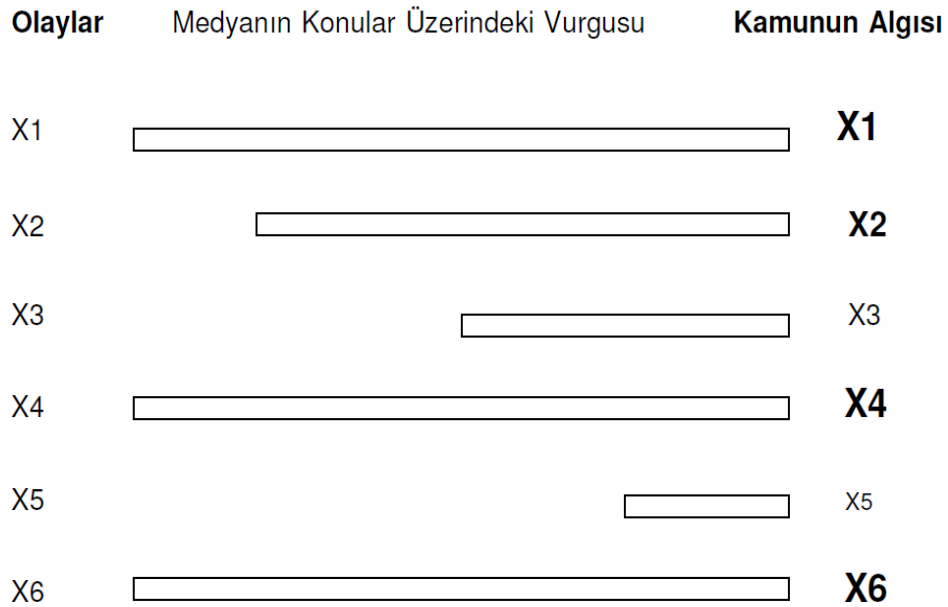 Olaylar Medyanın Konular Üzerindeki Vurgusu Kamunun Algısı
X1 X1
X2 X2
X3 X3
X4 X4
X5 X5
X6 X6